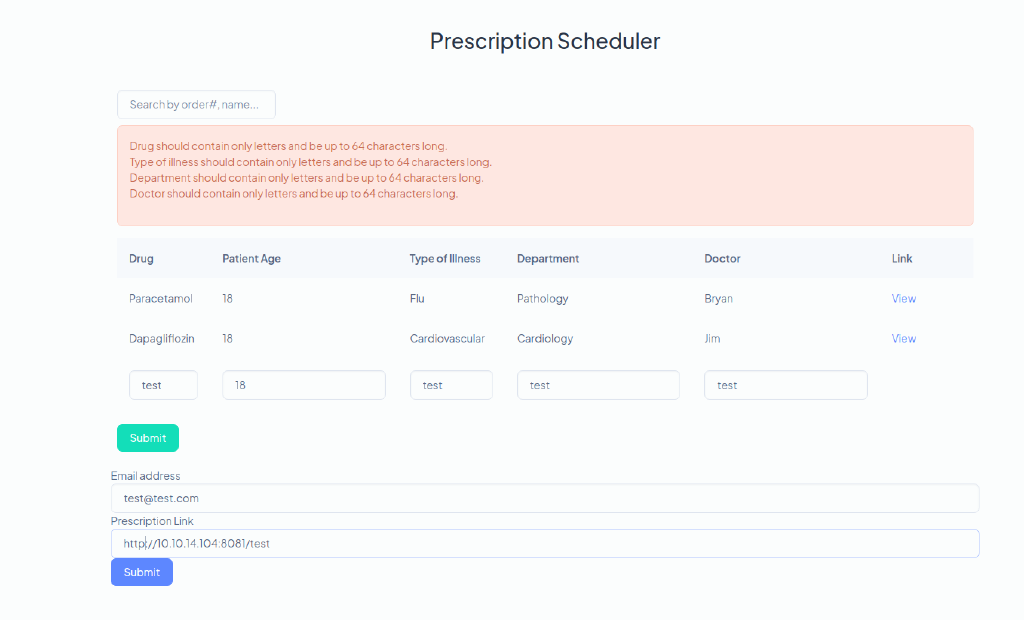 Prescription Scheduler
Search by order#, name...
Drug should contain only letters and be up to 64 characters long.
Type of illness should contain only letters and be up to 64 characters long.
Department should contain only letters and be up to 64 characters long.
Doctor should contain only letters and be up to 64 characters long.
Drug Patient Age Type of Illness Department Doctor Link
Paracetamol 18 Flu Pathology Bryan View
Dapagliflozin 18 Cardiovascular Cardiology Jim View
test 18 test test test
Submit
Email address
test@test.com
Prescription Link
http://10.10.14.104:8081/test
Submit